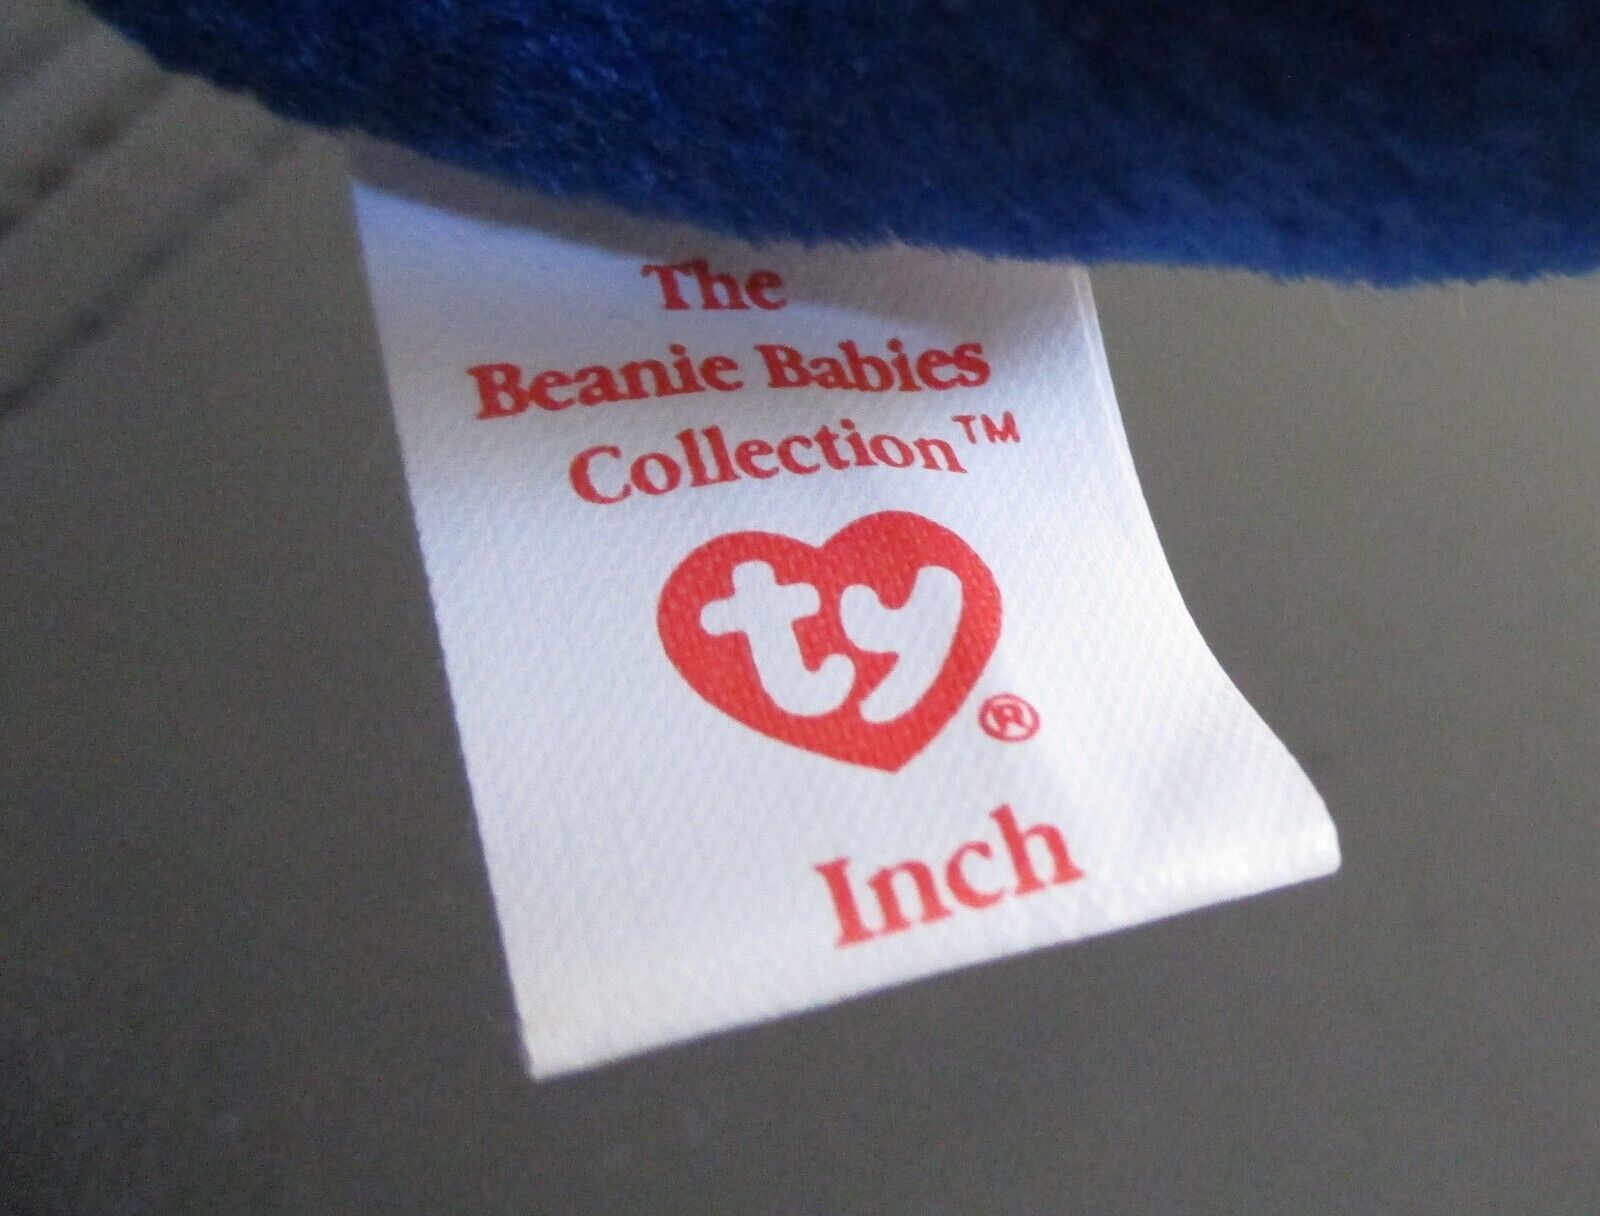 The
Beanie Babies
Collection™
ty®
Inch